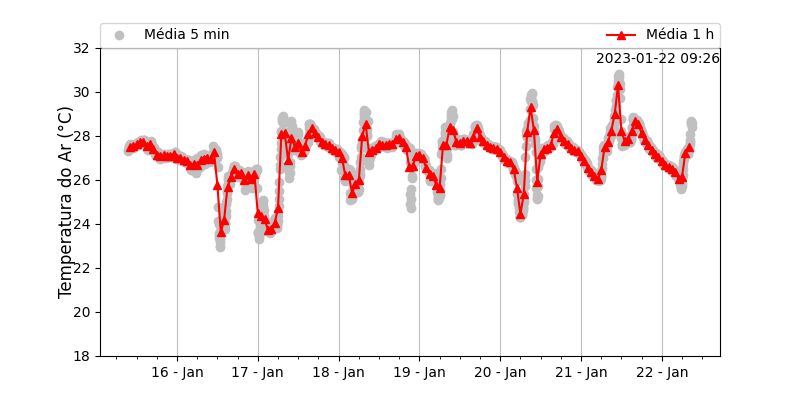 Média 5 min
Média 1 h
2023-01-22 09:26
Temperatura do Ar (°C)
32
30
28
26
24
22
20
18
16 - Jan
17 - Jan
18 - Jan
19 - Jan
20 - Jan
21 - Jan
22 - Jan